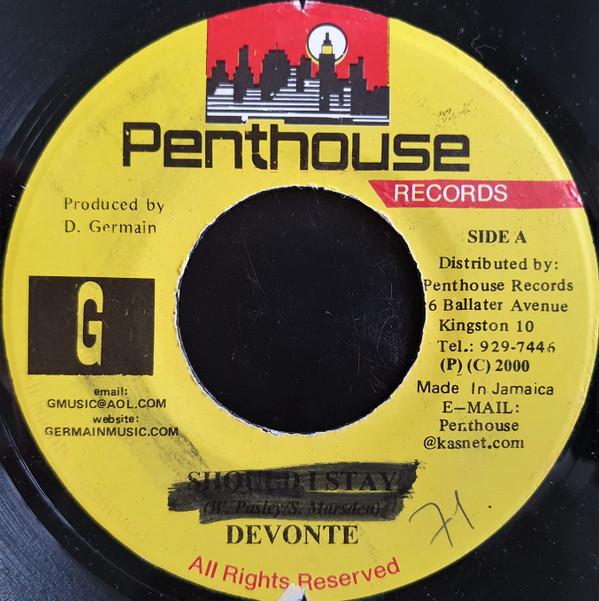 Penthouse
RECORDS
Produced by
D. Germain
SIDE A
Distributed by:
Penthouse Records
6 Ballater Avenue
Kingston 10
Tel.: 929-7446
(P) (C) 2000
Made In Jamaica
E-MAIL:
Penthouse
@kasnet.com
G
email:
GMUSIC@AOL.COM
website:
GERMAINMUSIC.COM
SHOULD I STAY
(W. Pasley/S. Marsden)
DEVONTE
71.
All Rights Reserved